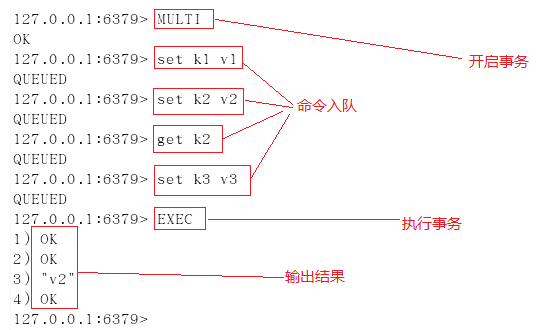 127.0.0.1:6379> MULTI
OK
开启事务
127.0.0.1:6379> set k1 v1
QUEUED
127.0.0.1:6379> set k2 v2
命令入队
QUEUED
127.0.0.1:6379> get k2
QUEUED
127.0.0.1:6379> set k3 v3
QUEUED
127.0.0.1:6379> EXEC
执行事务
1) OK
2) OK
3) "v2"
输出结果
4) OK
127.0.0.1:6379>